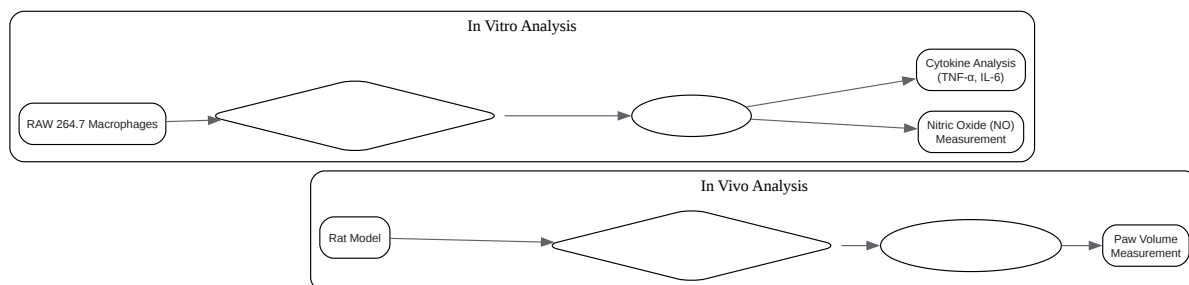 In Vitro Analysis
RAW 264.7 Macrophages
Cytokine Analysis
(TNF-α, IL-6)
Nitric Oxide (NO)
Measurement
In Vivo Analysis
Rat Model
Paw Volume
Measurement